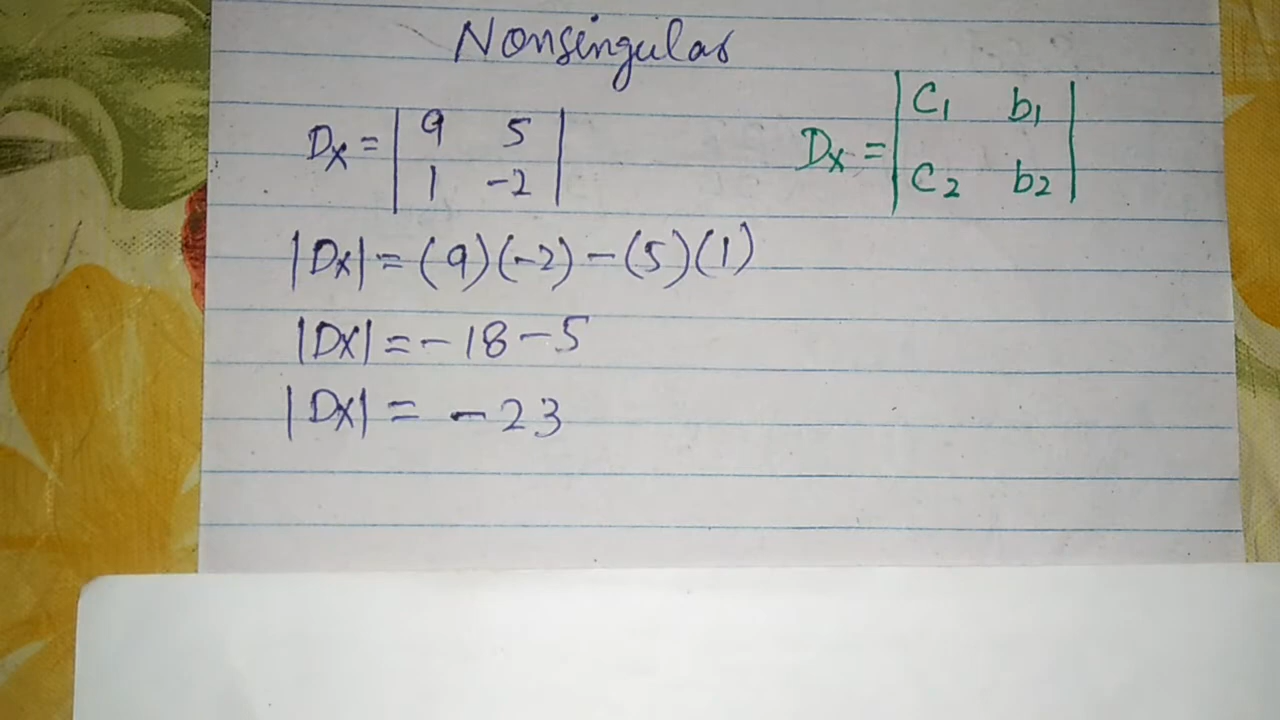 Nonsingular
Dx = | 9 5 |
| 1 -2 |
Dx = | C1 b1 |
| C2 b2 |
|Dx| = (9)(-2) - (5)(1)
|Dx| = - 18 - 5
|Dx| = - 23